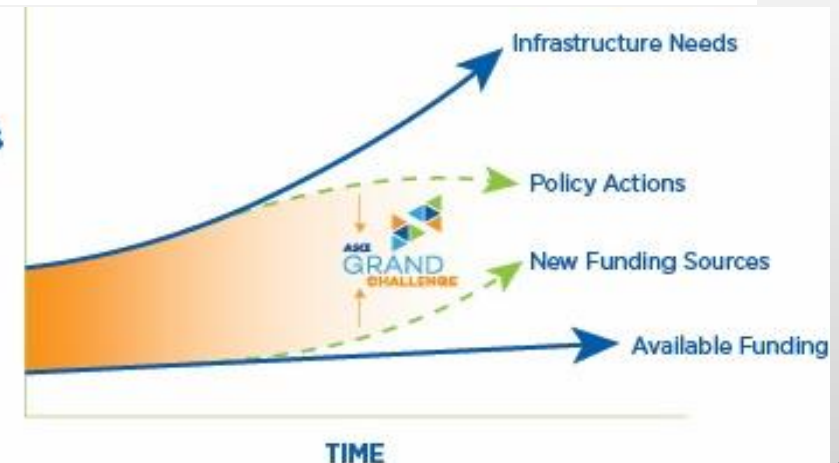 Infrastructure Needs
Policy Actions
ASCE
GRAND
CHALLENGE
New Funding Sources
Available Funding
TIME